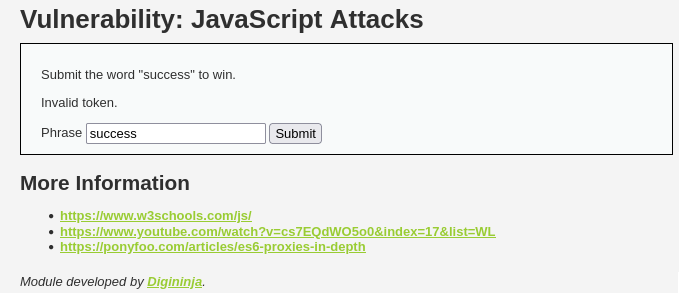 Vulnerability: JavaScript Attacks
Submit the word "success" to win.
Invalid token.
Phrase success Submit
More Information
https://www.w3schools.com/js/
https://www.youtube.com/watch?v=cs7EQdWO5o0&index=17&list=WL
https://ponyfoo.com/articles/es6-proxies-in-depth
Module developed by Digininja.